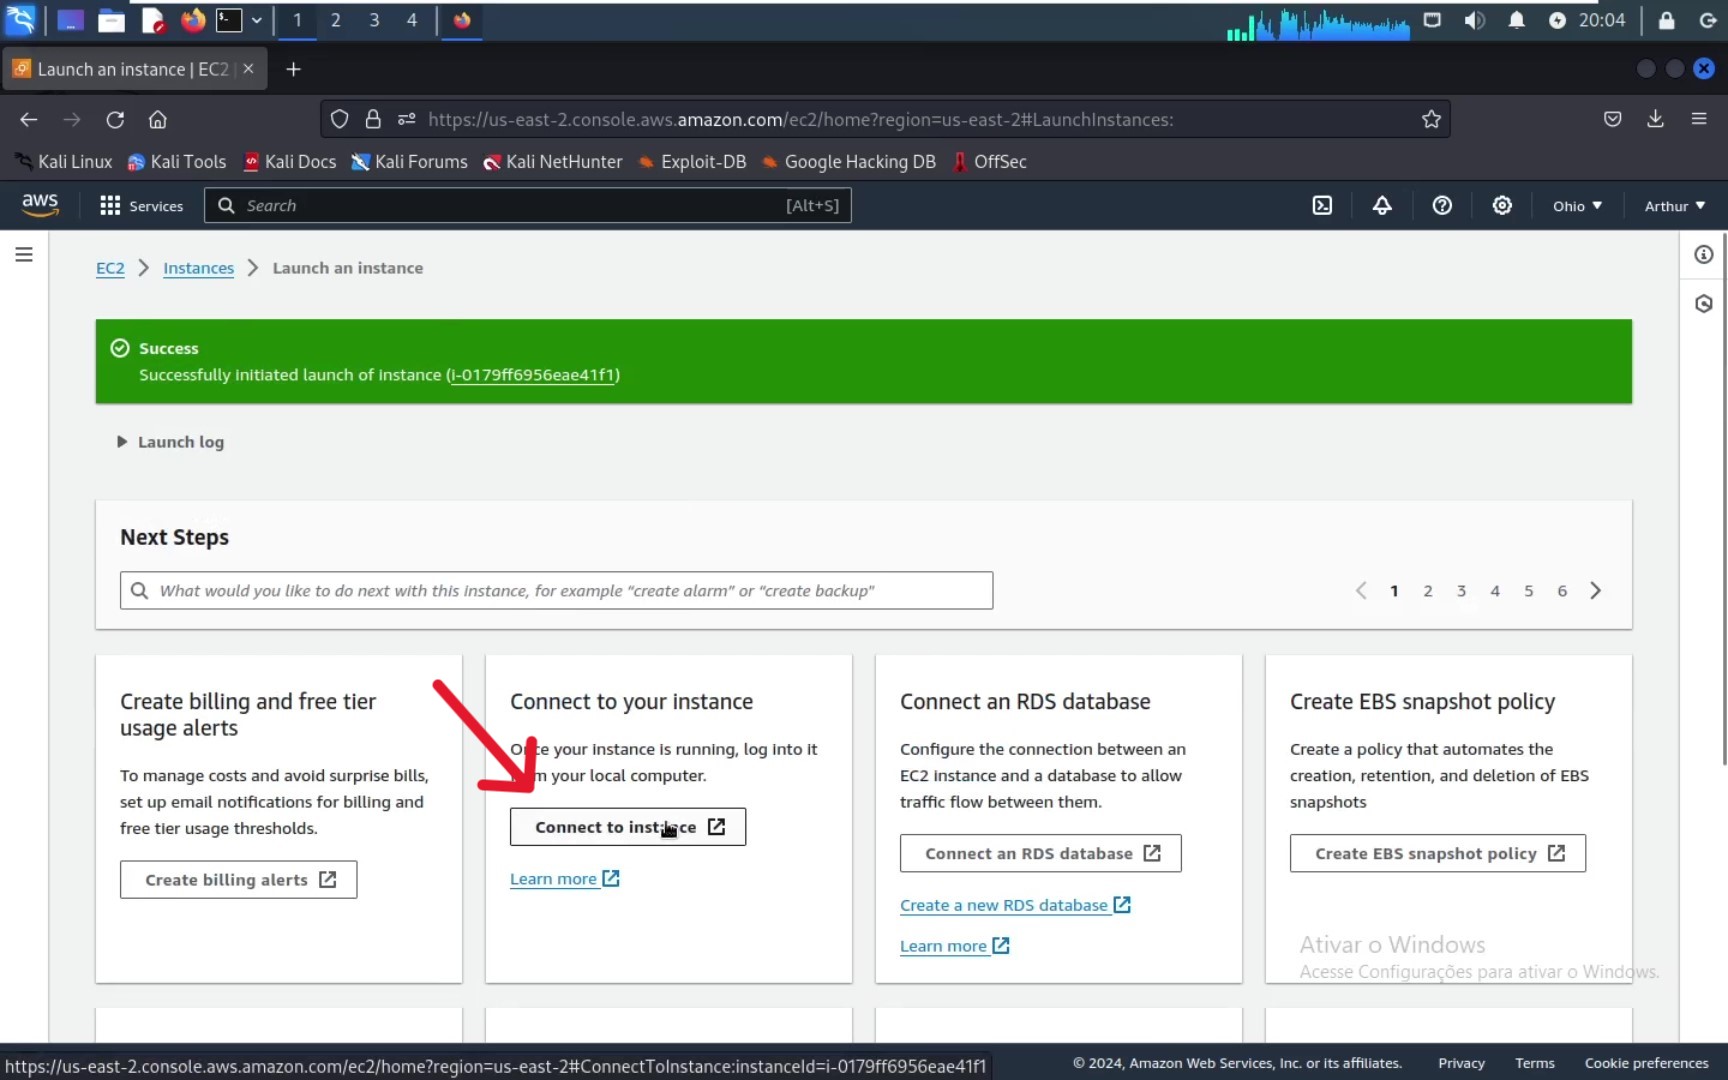 1 2 3 4
20:04
Launch an instance | EC2
https://us-east-2.console.aws.amazon.com/ec2/home?region=us-east-2#LaunchInstances:
Kali Linux Kali Tools Kali Docs Kali Forums Kali NetHunter Exploit-DB Google Hacking DB OffSec
aws Services Search [Alt+S] Ohio Arthur
EC2 Instances Launch an instance
Success
Successfully initiated launch of instance (i-0179ff6956eae41f1)
Launch log
Next Steps
What would you like to do next with this instance, for example "create alarm" or "create backup"
1 2 3 4 5 6
Create billing and free tier
usage alerts
To manage costs and avoid surprise bills,
set up email notifications for billing and
free tier usage thresholds.
Create billing alerts
Connect to your instance
Once your instance is running, log into it
your local computer.
Connect to instance
Learn more
Connect an RDS database
Configure the connection between an
EC2 instance and a database to allow
traffic flow between them.
Connect an RDS database
Create a new RDS database
Learn more
Create EBS snapshot policy
Create a policy that automates the
creation, retention, and deletion of EBS
snapshots
Create EBS snapshot policy
Ativar o Windows
Acesse Configurações para ativar o Windows.
https://us-east-2.console.aws.amazon.com/ec2/home?region=us-east-2#ConnectToInstance:instanceId=i-0179ff6956eae41f1
© 2024, Amazon Web Services, Inc. or its affiliates. Privacy Terms Cookie preferences